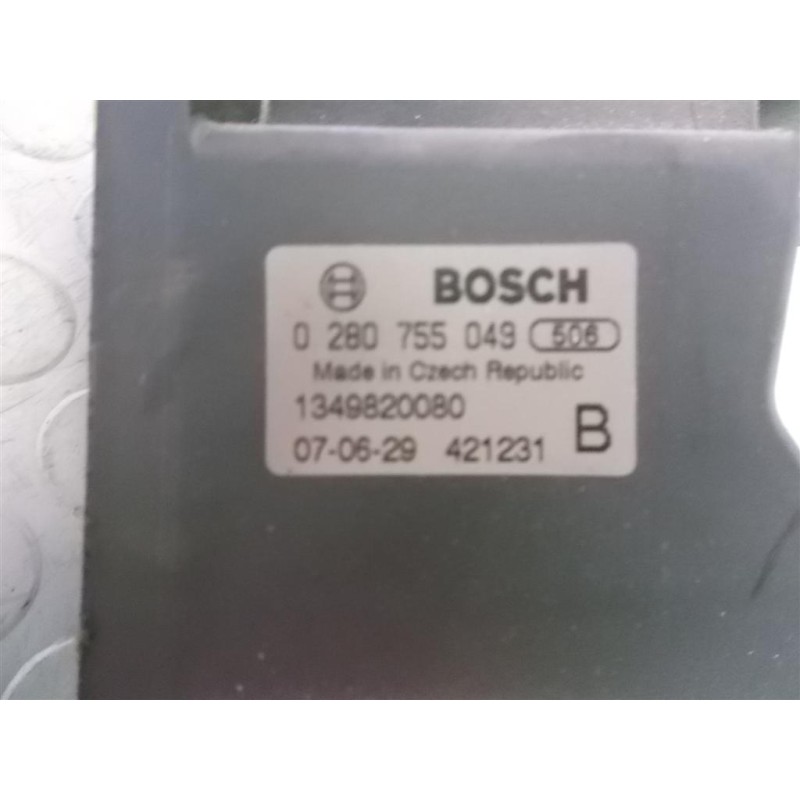 BOSCH
0 280 755 049 506
Made in Czech Republic
1349820080
07-06-29 421231 B